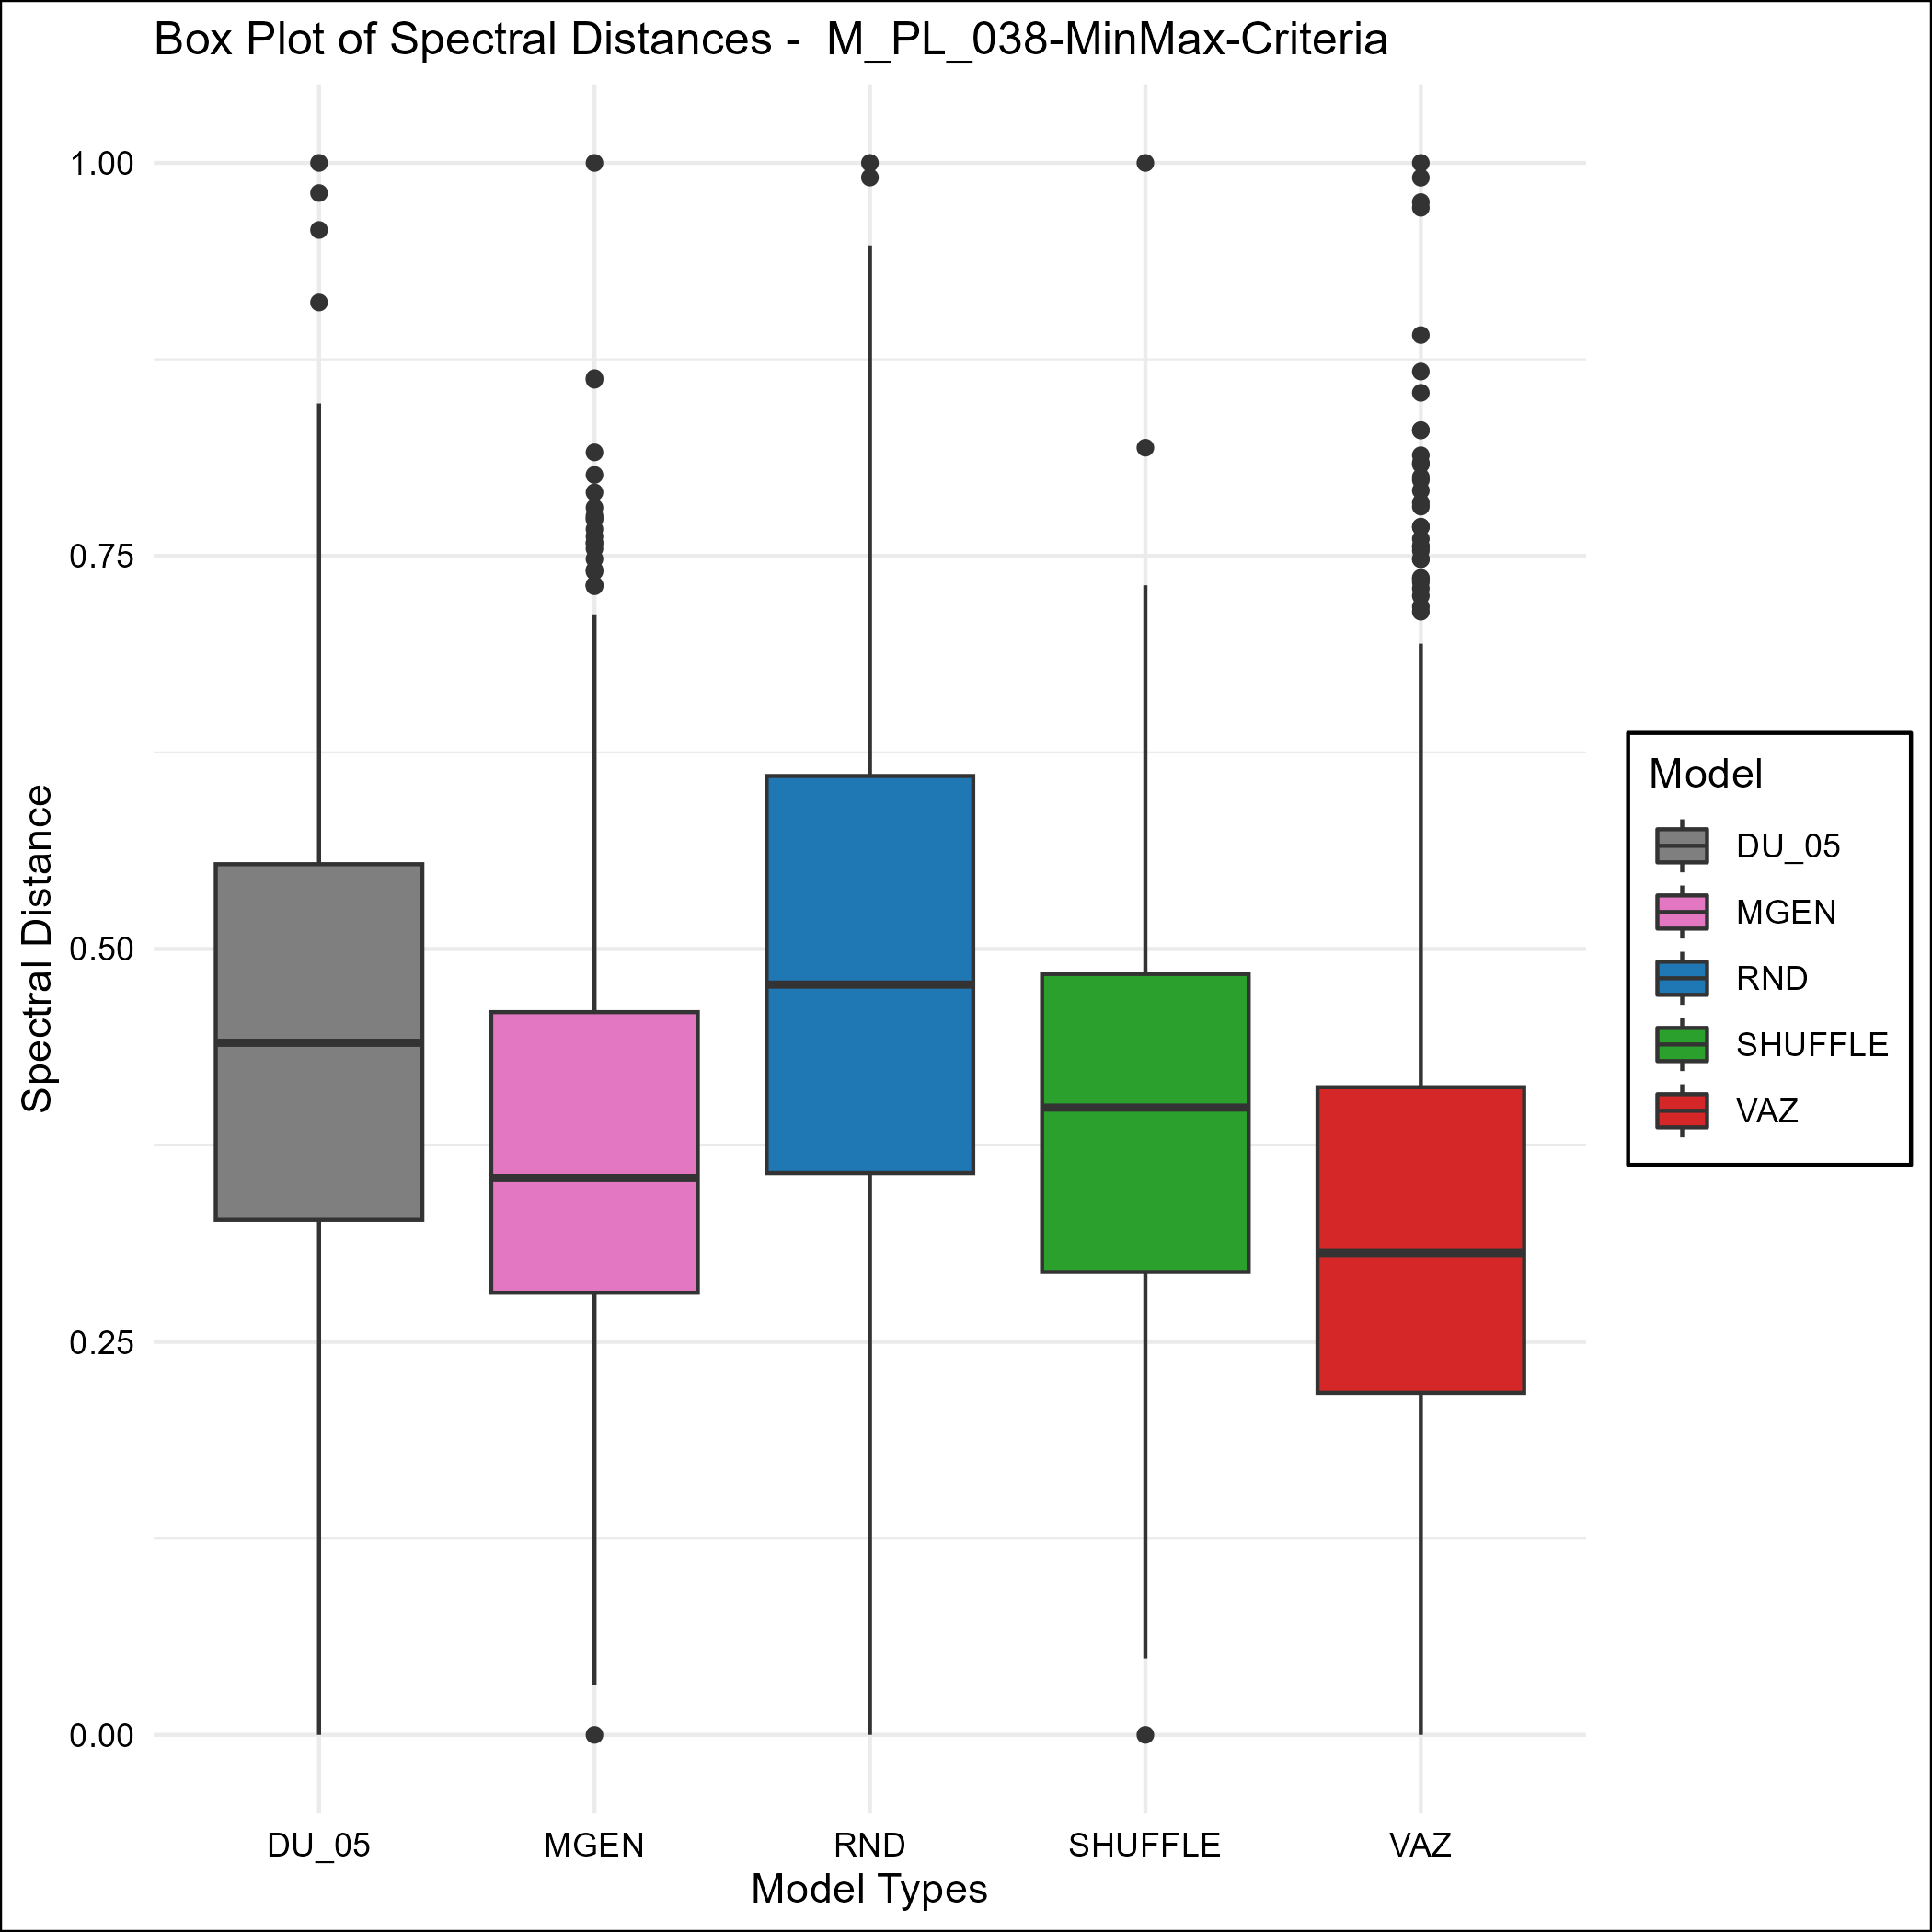 Box Plot of Spectral Distances -  M_PL_038-MinMax-Criteria
1.00
0.75
0.50
0.25
0.00
Spectral Distance
DU_05
MGEN
RND
SHUFFLE
VAZ
Model Types
Model
DU_05
MGEN
RND
SHUFFLE
VAZ